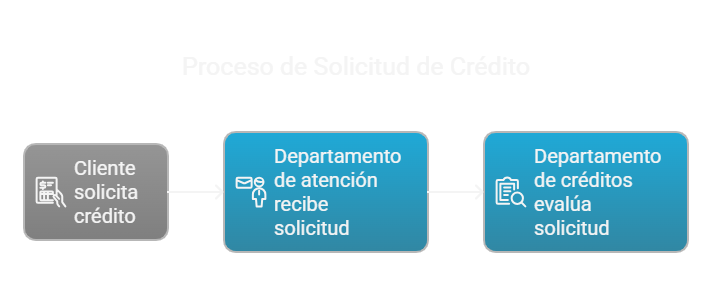 Proceso de Solicitud de Crédito
Cliente
solicita
crédito
Departamento
de atención
recibe
solicitud
Departamento
de créditos
evalúa
solicitud